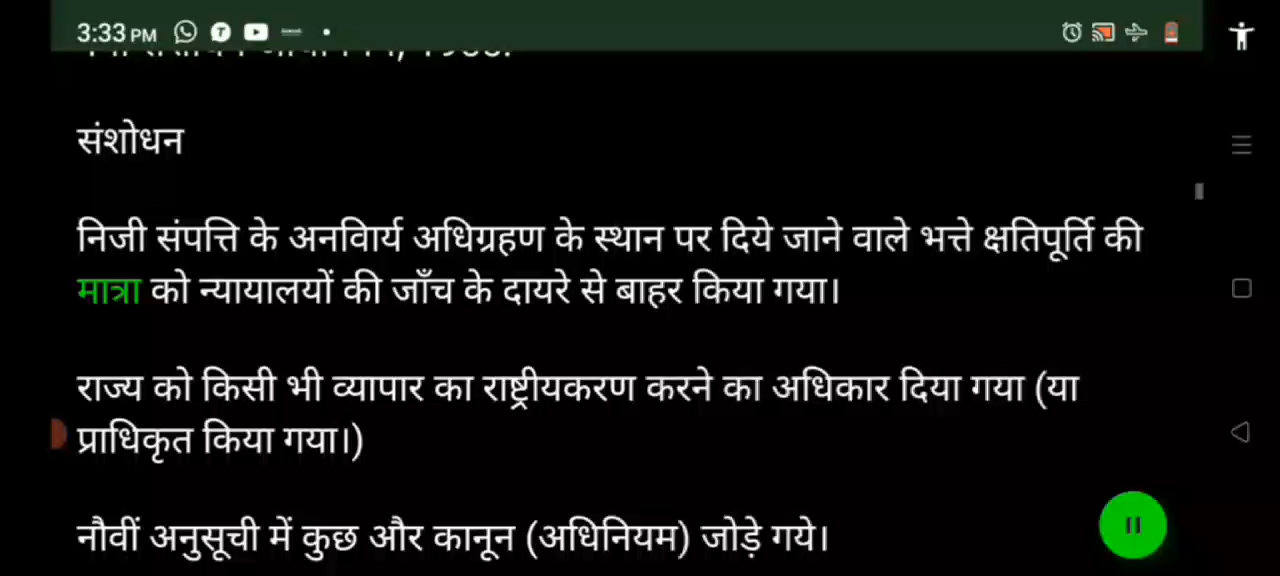 3:33 PM
संशोधन
निजी संपत्ति के अनिवार्य अधिग्रहण के स्थान पर दिये जाने वाले भत्ते क्षतिपूर्ति की
मात्रा को न्यायालयों की जाँच के दायरे से बाहर किया गया।
राज्य को किसी भी व्यापार का राष्ट्रीयकरण करने का अधिकार दिया गया (या
प्राधिकृत किया गया।)
नौवीं अनुसूची में कुछ और कानून (अधिनियम) जोड़े गये।